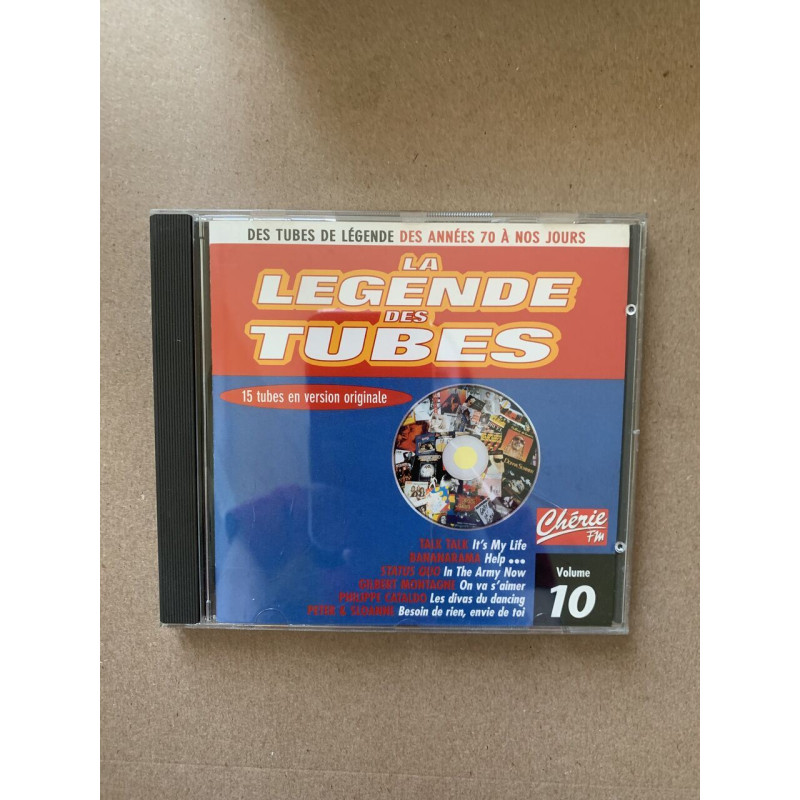 DES TUBES DE LÉGENDE DES ANNÉES 70 À NOS JOURS
LA
LEGENDE
DES
TUBES
15 tubes en version originale
TALK TALK It's My Life
BANANARAMA Help ...
STATUS QUO In The Army Now
GILBERT MONTAGNE On va s'aimer
PHILIPPE CATALDO Les divas du dancing
PETER & SLOANE Besoin de rien, envie de toi
Chérie
FM
Volume
10